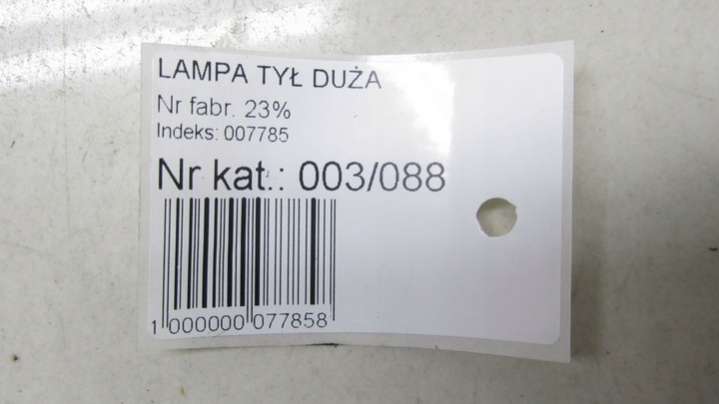 LAMPA TYŁ DUŻA
Nr fabr. 23%
Indeks: 007785
Nr kat.: 003/088
1 000000 077858